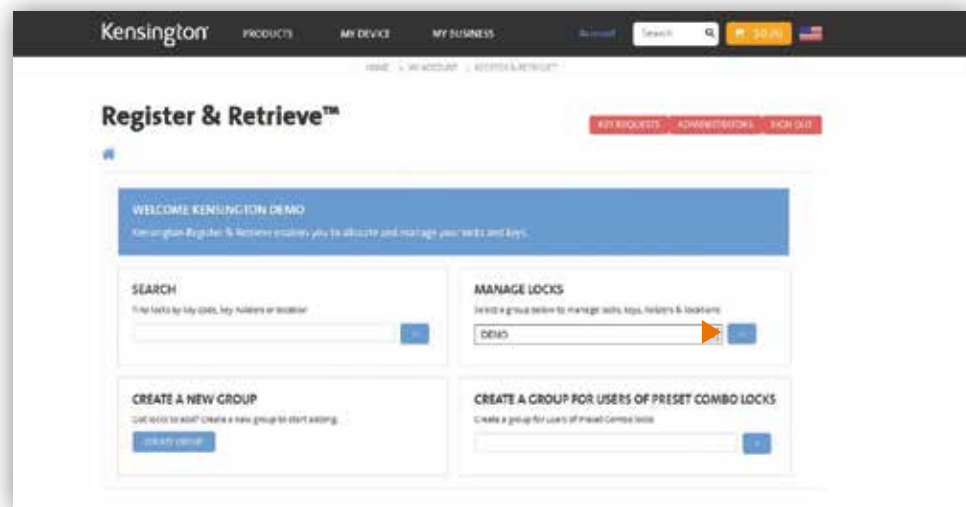 Kensington PRODUCTS MY DEVICE MY BUSINESS Account Search $0.00
HOME MY ACCOUNT REGISTER & RETRIEVE™
Register & Retrieve™
KEY REQUESTS ADMINISTRATORS SIGN OUT
WELCOME KENSINGTON DEMO
Kensington Register & Retrieve enables you to allocate and manage your locks and keys.
SEARCH
Find locks by key code, key holders or location
MANAGE LOCKS
Select a group below to manage locks, keys, holders & locations
DEMO
CREATE A NEW GROUP
Got locks to add? Create a new group to start adding.
CREATE GROUP
CREATE A GROUP FOR USERS OF PRESET COMBO LOCKS
Create a group for users of Preset Combo locks